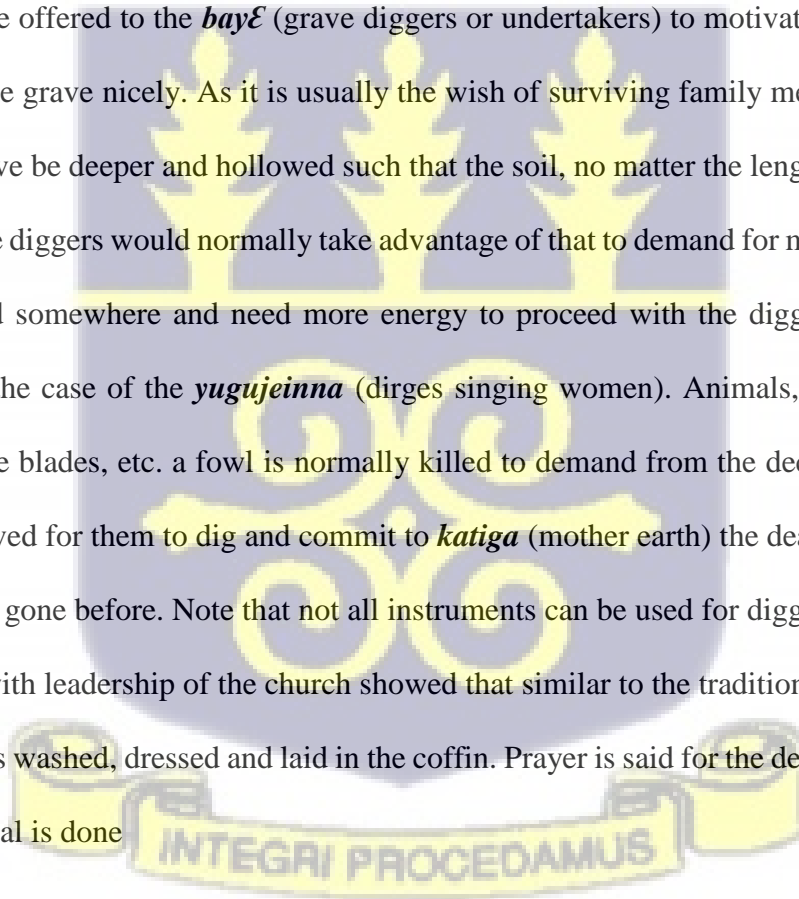 e offered to the bayƐ (grave diggers or undertakers) to motivat
e grave nicely. As it is usually the wish of surviving family me
ve be deeper and hollowed such that the soil, no matter the leng
e diggers would normally take advantage of that to demand for
d somewhere and need more energy to proceed with the digg
he case of the yugujeinna (dirges singing women). Animals,
e blades, etc. a fowl is normally killed to demand from the dec
ved for them to dig and commit to katiga (mother earth) the dea
gone before. Note that not all instruments can be used for digg
ith leadership of the church showed that similar to the tradition
s washed, dressed and laid in the coffin. Prayer is said for the de
al is done
INTEGRI PROCEDAMUS